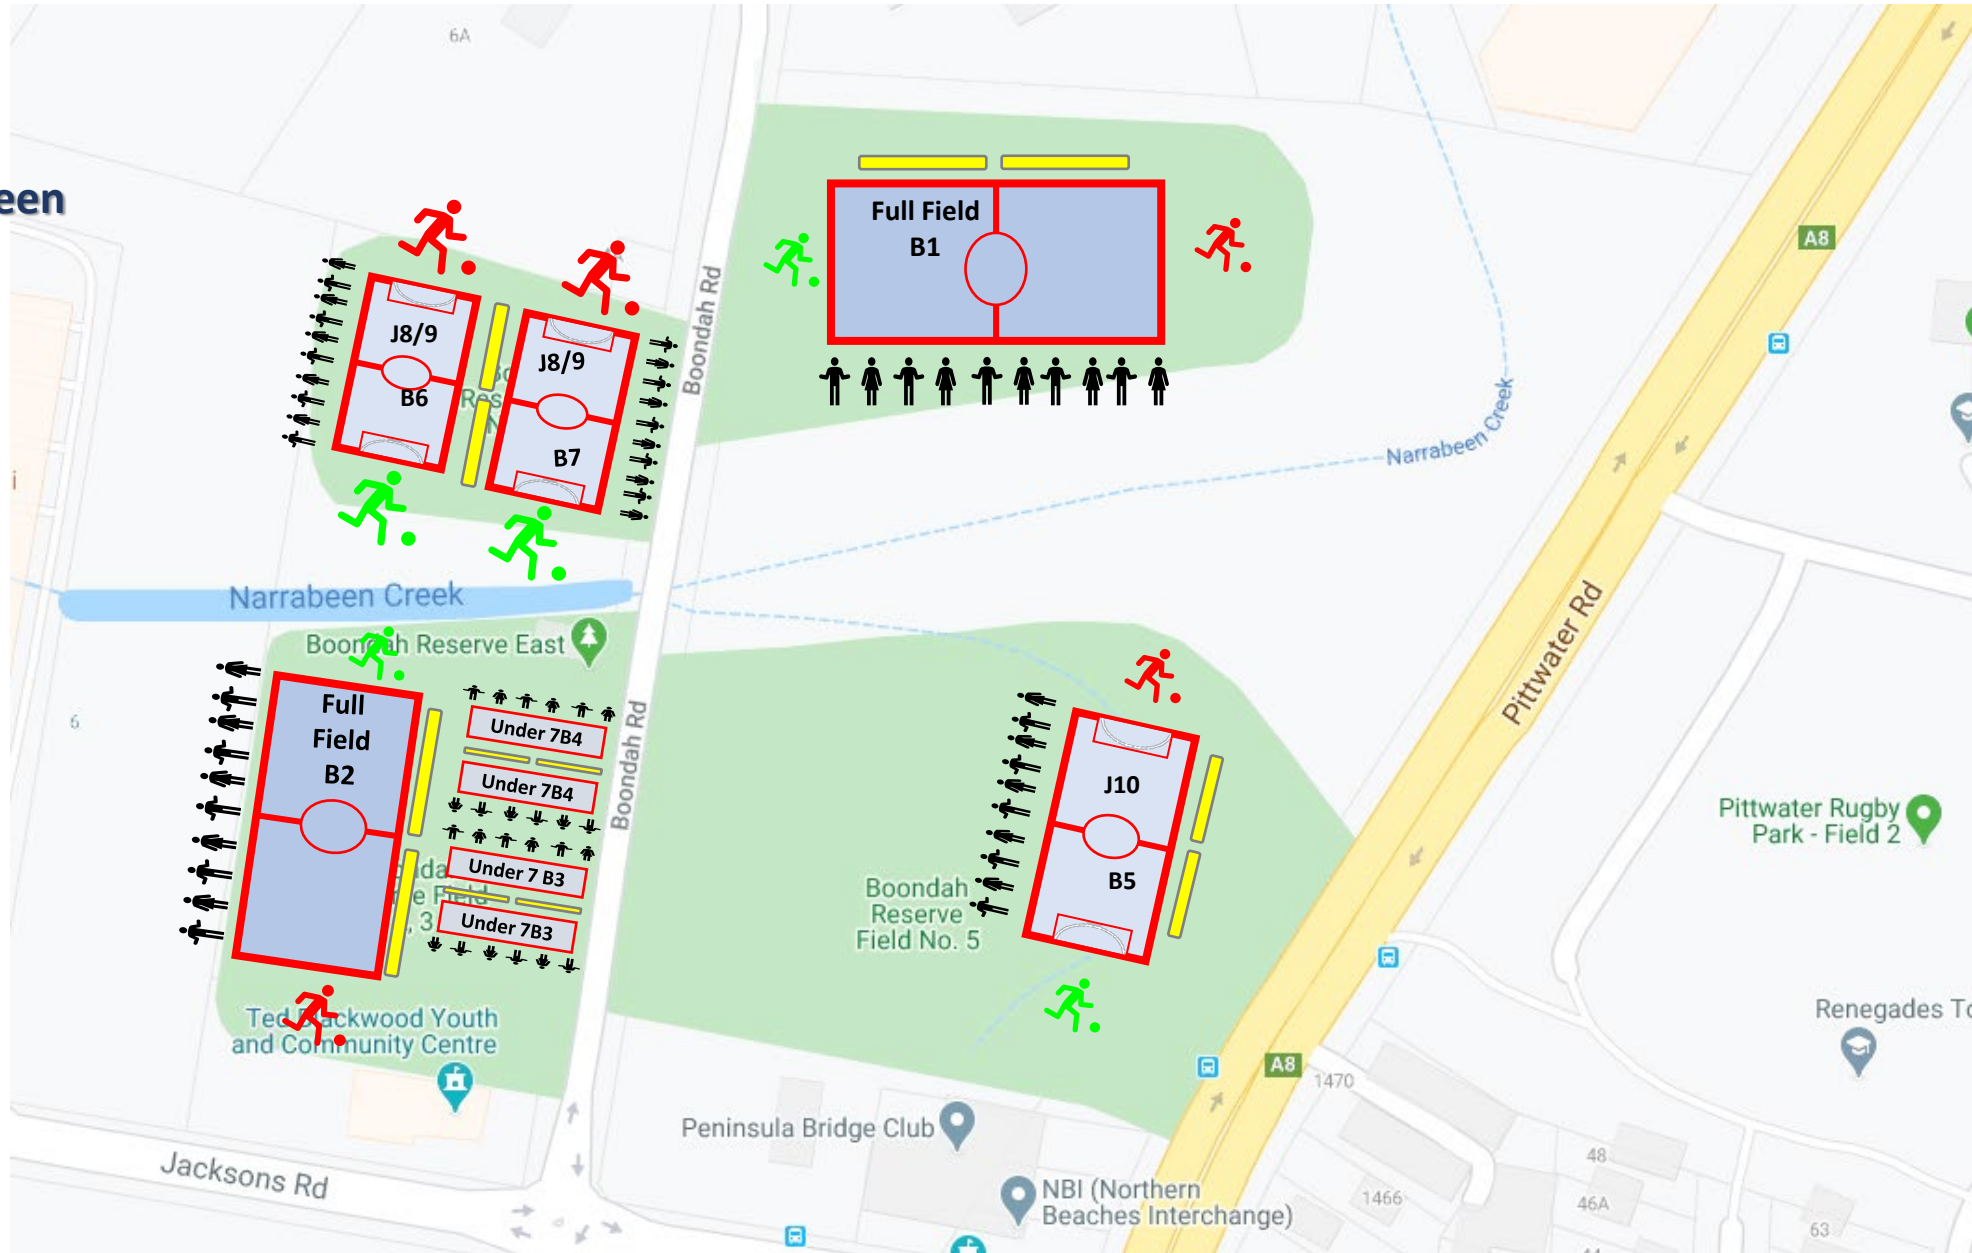 6A
een
Full Field
B1
A8
Boondah Rd
J8/9
B6
J8/9
B7
Narrabeen Creek
Narrabeen Creek
Boondah Reserve East
Full
Field
B2
Under 7B4
Under 7B4
Under 7 B3
Under 7B3
Boondah Rd
6
J10
B5
Boondah
Reserve
Field No. 5
Pittwater Rd
Pittwater Rugby
Park - Field 2
Ted Blackwood Youth
and Community Centre
Renegades To
A8
1470
Peninsula Bridge Club
Jacksons Rd
NBI (Northern
Beaches Interchange)
48
1466
46A
63